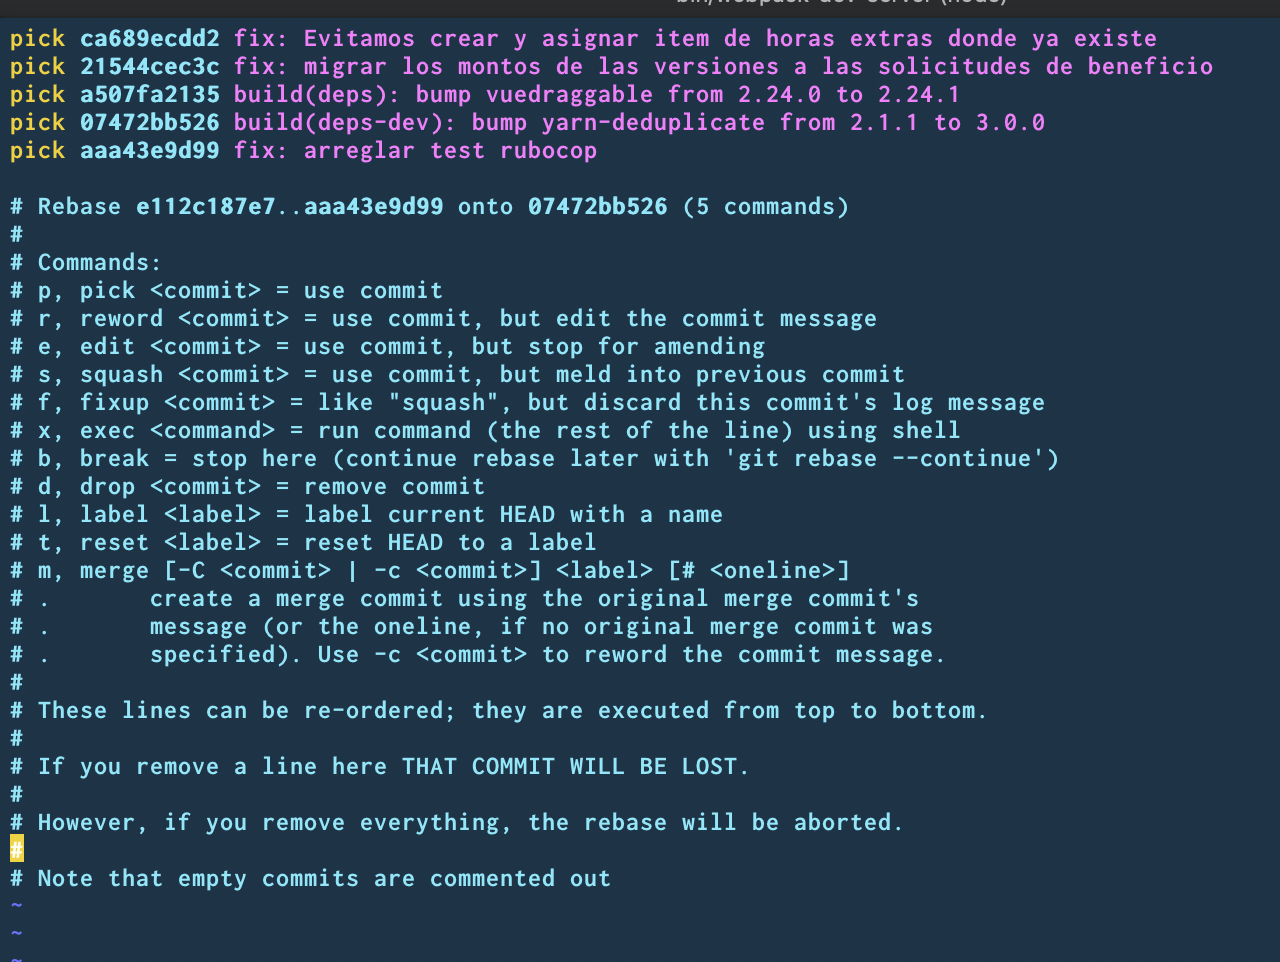 pick ca689ecdd2 fix: Evitamos crear y asignar item de horas extras donde ya existe
pick 21544cec3c fix: migrar los montos de las versiones a las solicitudes de beneficio
pick a507fa2135 build(deps): bump vuedraggable from 2.24.0 to 2.24.1
pick 07472bb526 build(deps-dev): bump yarn-deduplicate from 2.1.1 to 3.0.0
pick aaa43e9d99 fix: arreglar test rubocop

# Rebase e112c187e7..aaa43e9d99 onto 07472bb526 (5 commands)
#
# Commands:
# p, pick <commit> = use commit
# r, reword <commit> = use commit, but edit the commit message
# e, edit <commit> = use commit, but stop for amending
# s, squash <commit> = use commit, but meld into previous commit
# f, fixup <commit> = like "squash", but discard this commit's log message
# x, exec <command> = run command (the rest of the line) using shell
# b, break = stop here (continue rebase later with 'git rebase --continue')
# d, drop <commit> = remove commit
# l, label <label> = label current HEAD with a name
# t, reset <label> = reset HEAD to a label
# m, merge [-C <commit> | -c <commit>] <label> [# <oneline>]
# .       create a merge commit using the original merge commit's
# .       message (or the oneline, if no original merge commit was
# .       specified). Use -c <commit> to reword the commit message.
#
# These lines can be re-ordered; they are executed from top to bottom.
#
# If you remove a line here THAT COMMIT WILL BE LOST.
#
# However, if you remove everything, the rebase will be aborted.
#
# Note that empty commits are commented out
~
~
~